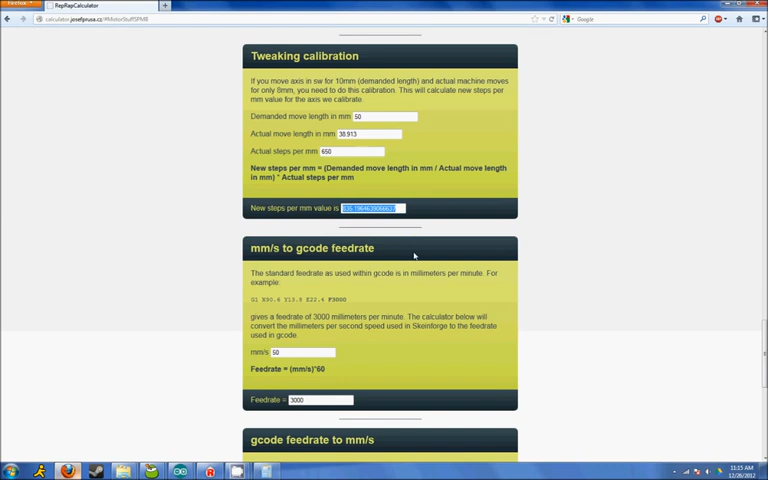 Firefox
RepRapCalculator
calculator.josefprusa.cz/#MotorStuffSPMB
Google
Tweaking calibration
If you move axis in sw for 10mm (demanded length) and actual machine moves
for only 8mm, you need to do this calibration. This will calculate new steps per
mm value for the axis we calibrate.
Demanded move length in mm 50
Actual move length in mm 38.913
Actual steps per mm 650
New steps per mm = (Demanded move length in mm / Actual move length
in mm) * Actual steps per mm
New steps per mm value is
mm/s to gcode feedrate
The standard feedrate as used within gcode is in millimeters per minute. For
example:
G1 X90.6 Y13.8 E22.4 F3000
gives a feedrate of 3000 millimeters per minute. The calculator below will
convert the millimeters per second speed used in Skeinforge to the feedrate
used in gcode.
mm/s 50
Feedrate = (mm/s)*60
Feedrate = 3000
gcode feedrate to mm/s
11:15 AM
12/26/2012